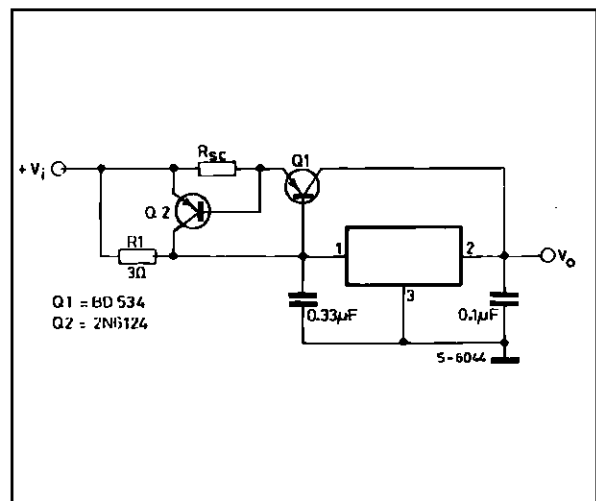 Rsc
Q1
+ Vi
Q 2
R1
3Ω
1
2
Vo
3
Q1 = BD 534
Q2 = 2N6124
0.33µF
0.1µF
S-6044